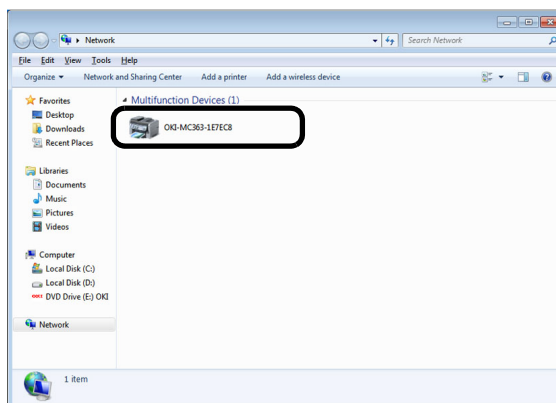 Network
Search Network
File Edit View Tools Help
Organize Network and Sharing Center Add a printer Add a wireless device
Favorites
Desktop
Downloads
Recent Places
Libraries
Documents
Music
Pictures
Videos
Computer
Local Disk (C:)
Local Disk (D:)
OKI DVD Drive (E:) OKI
Network
Multifunction Devices (1)
OKI-MC363-1E7EC8
1 item